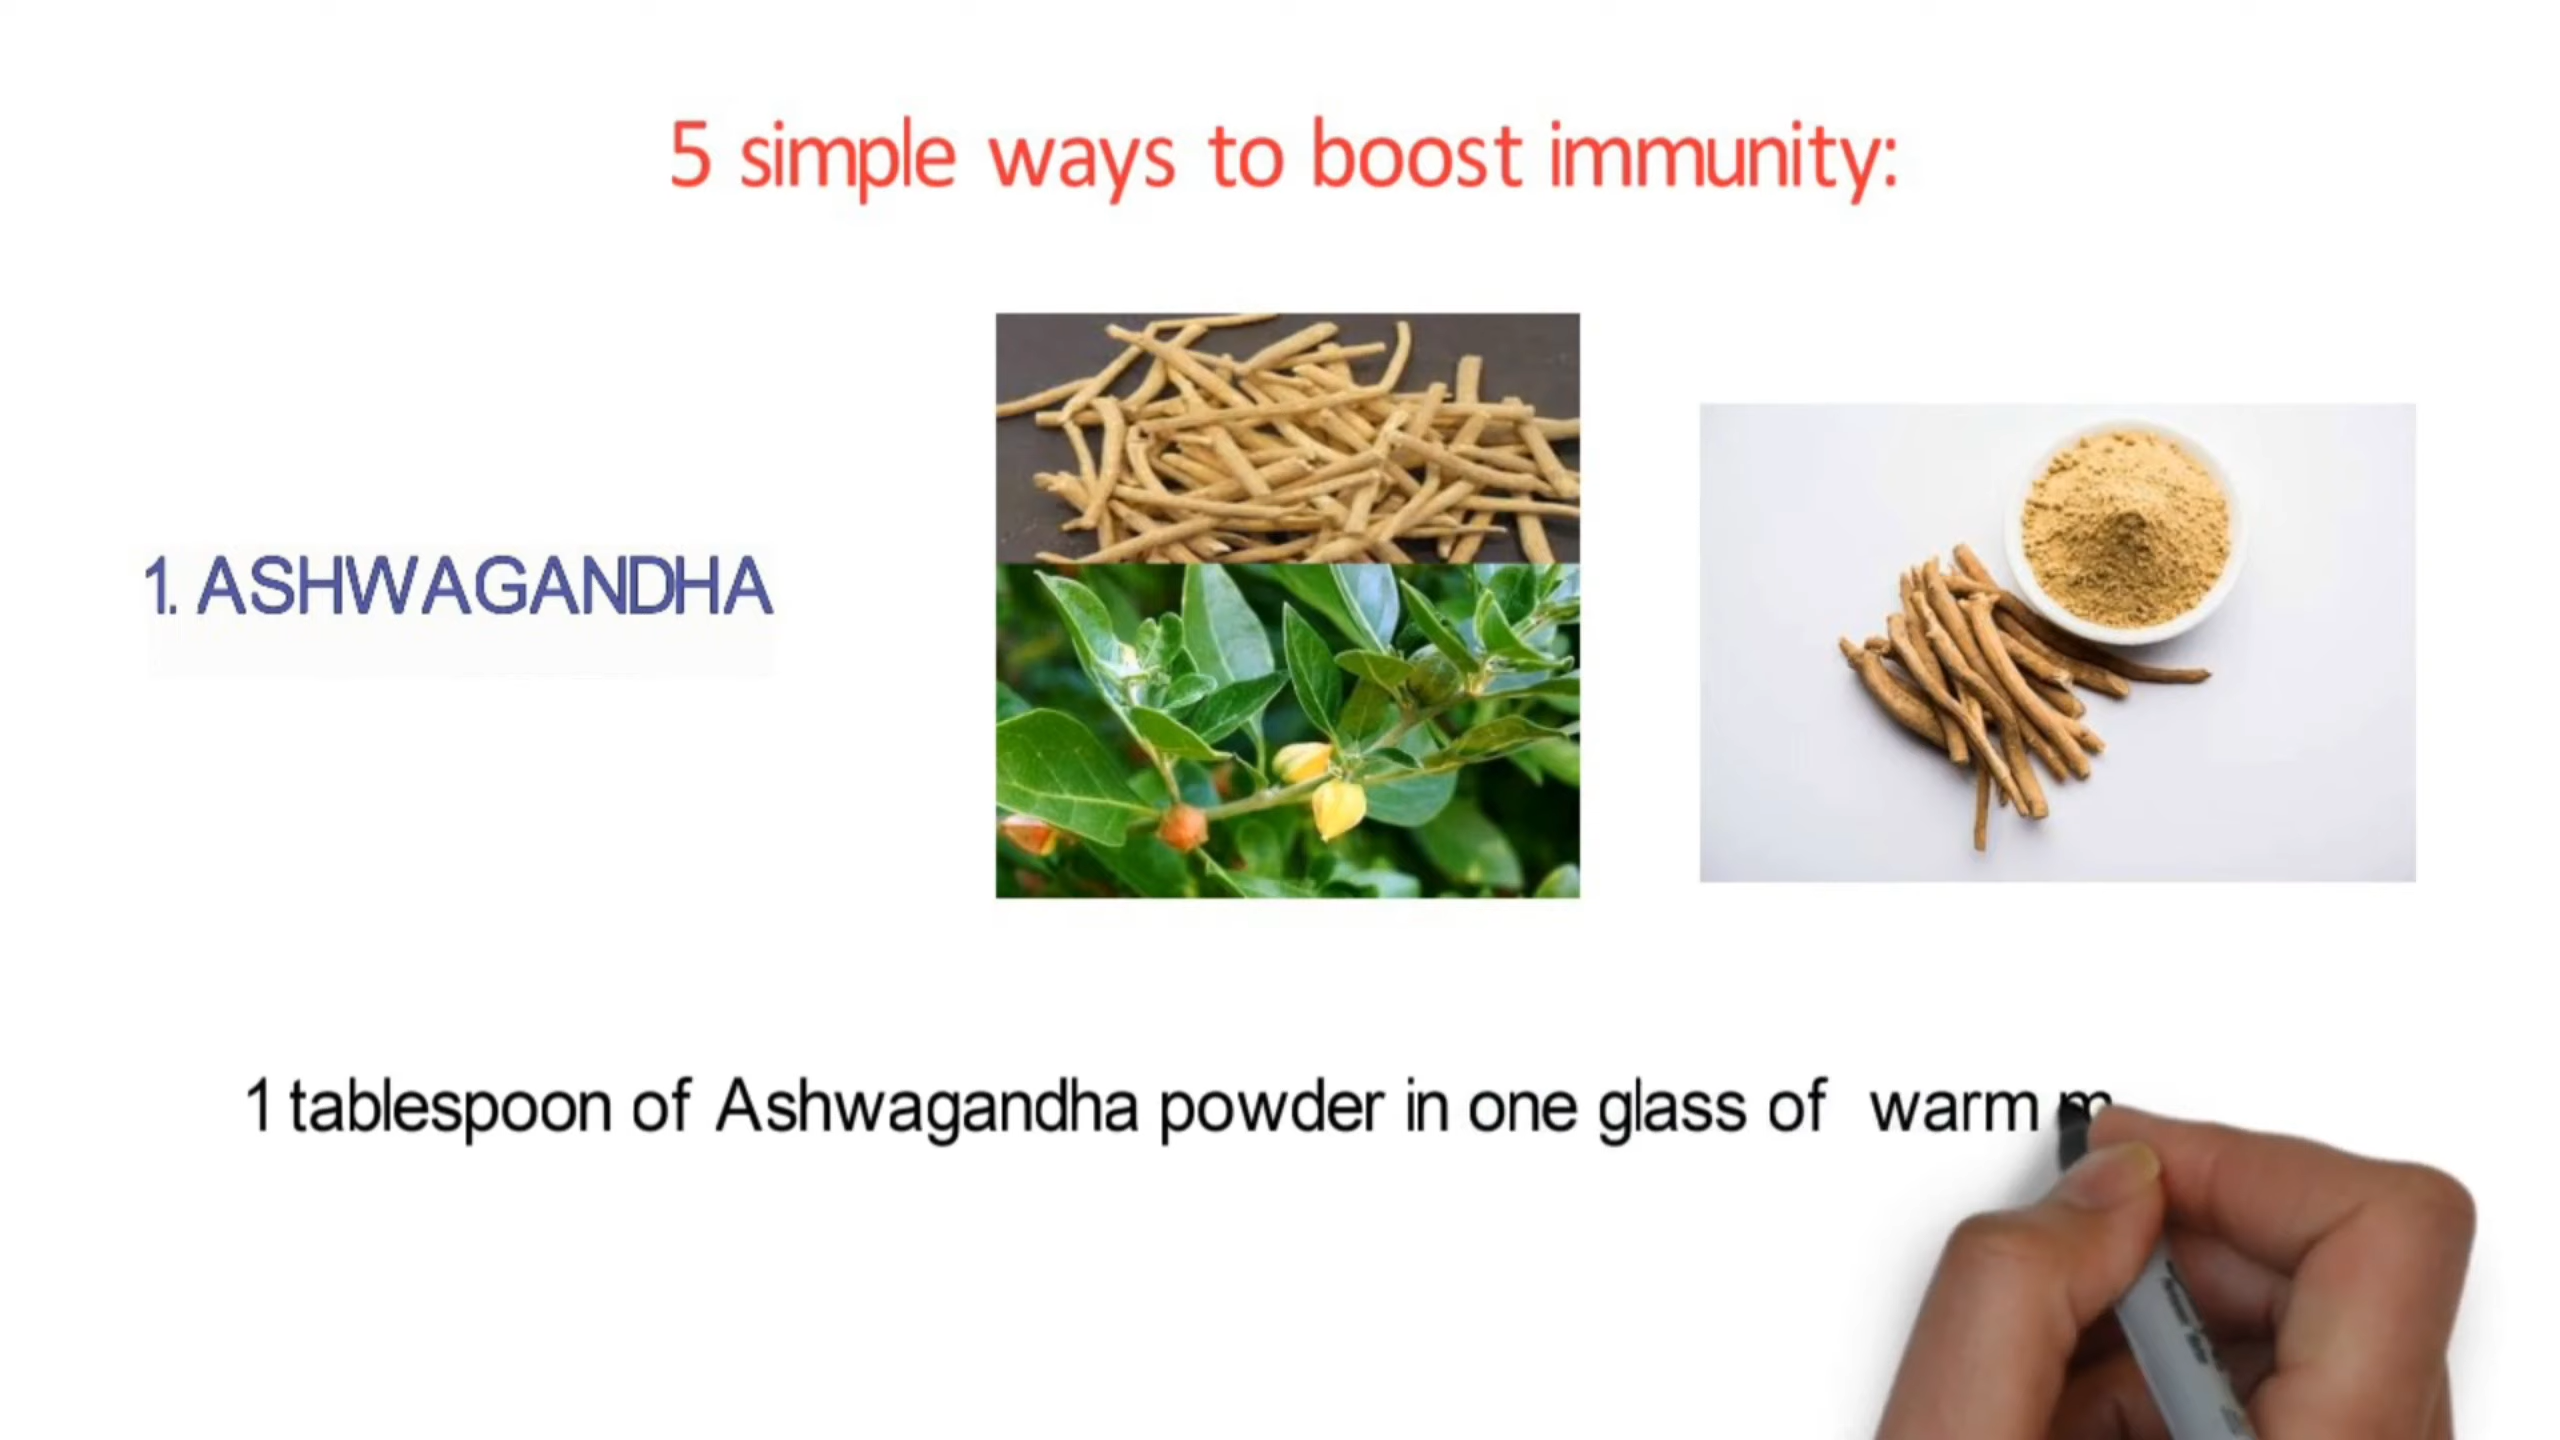 5 simple ways to boost immunity:
1. ASHWAGANDHA
1 tablespoon of Ashwagandha powder in one glass of warm m